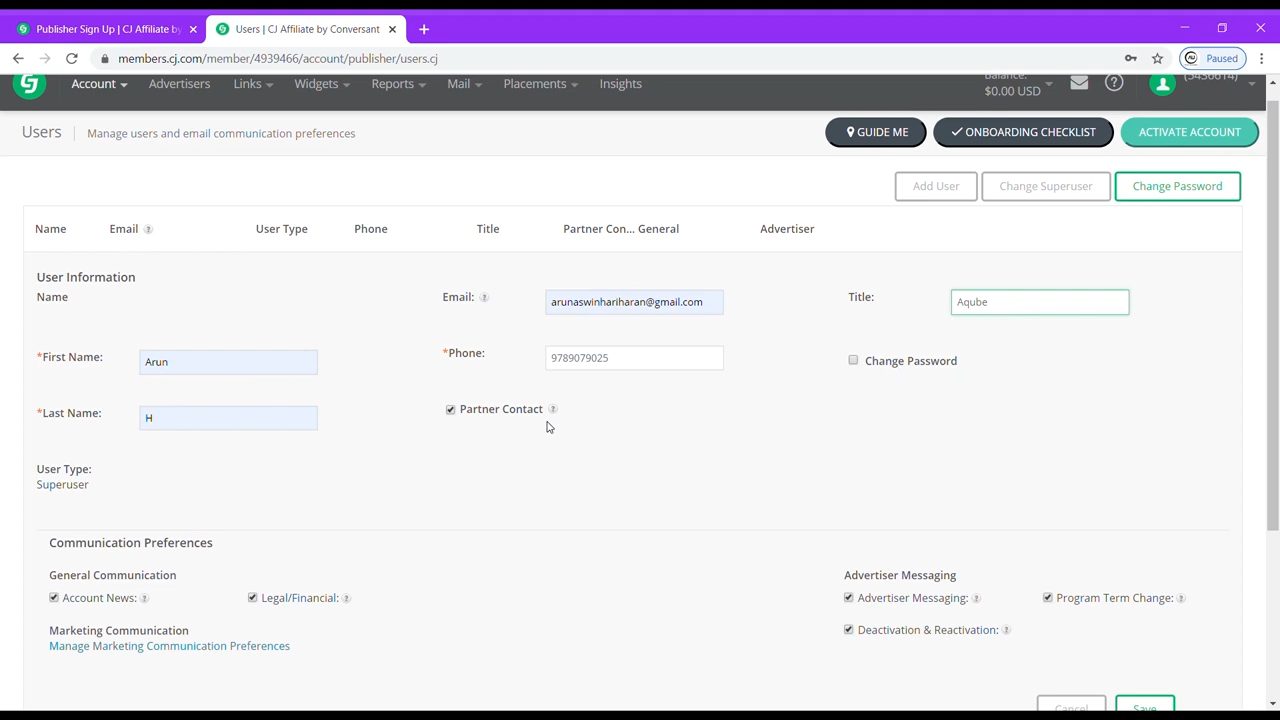 Publisher Sign Up | CJ Affiliate by
Users | CJ Affiliate by Conversant
members.cj.com/member/4939466/account/publisher/users.cj
Paused
Account
Advertisers
Links
Widgets
Reports
Mail
Placements
Insights
Balance:
$0.00 USD
(5456614)
Users
Manage users and email communication preferences
GUIDE ME
ONBOARDING CHECKLIST
ACTIVATE ACCOUNT
Add User
Change Superuser
Change Password
Name
Email
User Type
Phone
Title
Partner Con... General
Advertiser
User Information
Name
Email:
arunaswinhariharan@gmail.com
Title:
Aqube
*First Name:
Arun
*Phone:
9789079025
Change Password
*Last Name:
H
Partner Contact
User Type:
Superuser
Communication Preferences
General Communication
Advertiser Messaging
Account News:
Legal/Financial:
Advertiser Messaging:
Program Term Change:
Marketing Communication
Manage Marketing Communication Preferences
Deactivation & Reactivation:
Cancel
Save